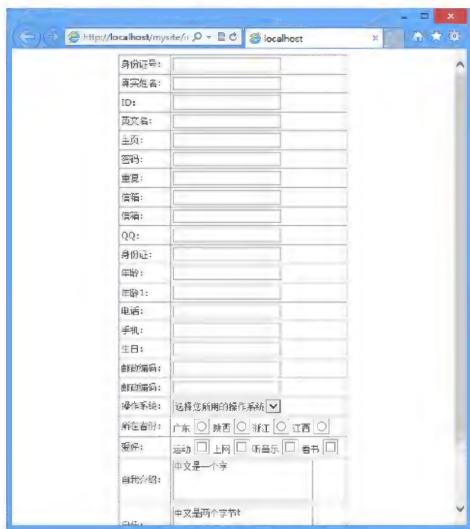 http://localhost/mysite/i
localhost
身份证号:
真实姓名:
ID:
英文名:
主页:
密码:
重复:
信箱:
信箱:
QQ:
身份证:
年龄:
年龄1:
电话:
手机:
生日:
邮政编码:
邮政编码:
操作系统: 选择您所用的操作系统
所在省份: 广东 陕西 浙江 江西
爱好: 运动 上网 听音乐 看书
中文是一个字
自我介绍:
中文是两个字节t